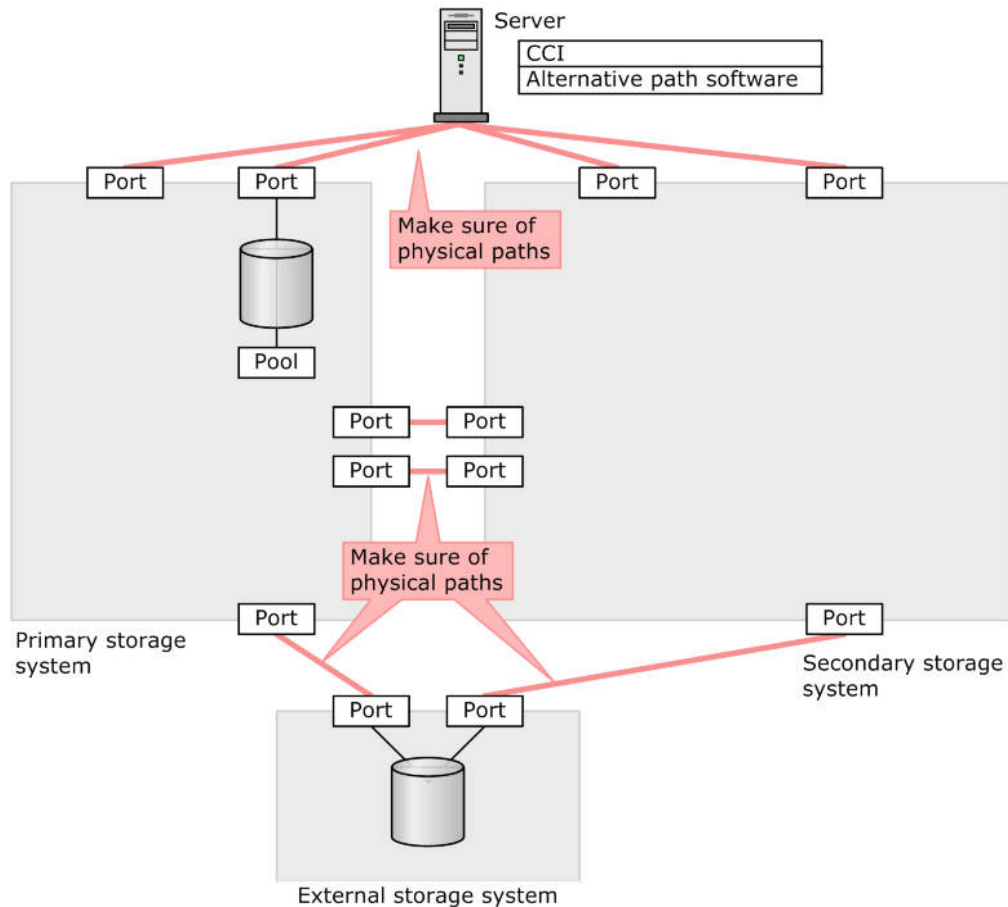 Server
CCI
Alternative path software
Port
Port
Port
Port
Make sure of
physical paths
Pool
Port
Port
Port
Port
Make sure of
physical paths
Port
Port
Primary storage
system
Secondary storage
system
Port
Port
External storage system